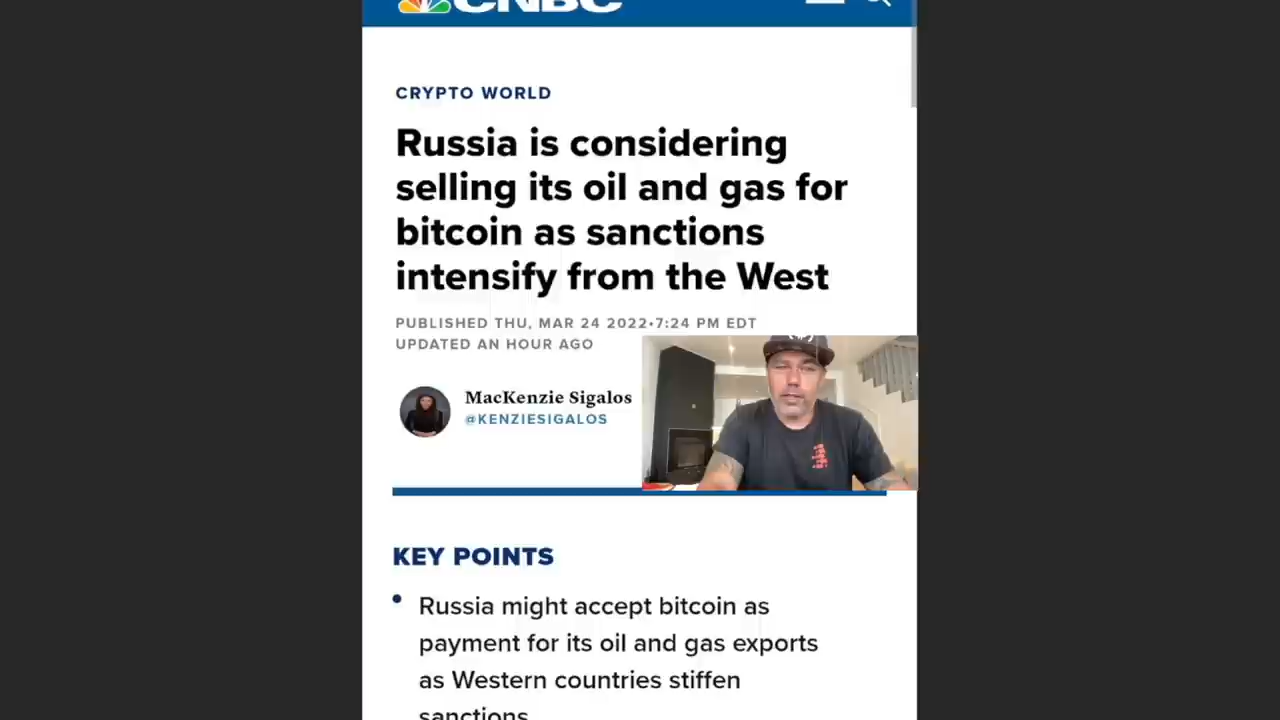 CNBC
CRYPTO WORLD
Russia is considering
selling its oil and gas for
bitcoin as sanctions
intensify from the West
PUBLISHED THU, MAR 24 2022•7:24 PM EDT
UPDATED AN HOUR AGO
MacKenzie Sigalos
@KENZIESIGALOS
KEY POINTS
• Russia might accept bitcoin as
payment for its oil and gas exports
as Western countries stiffen
sanctions.